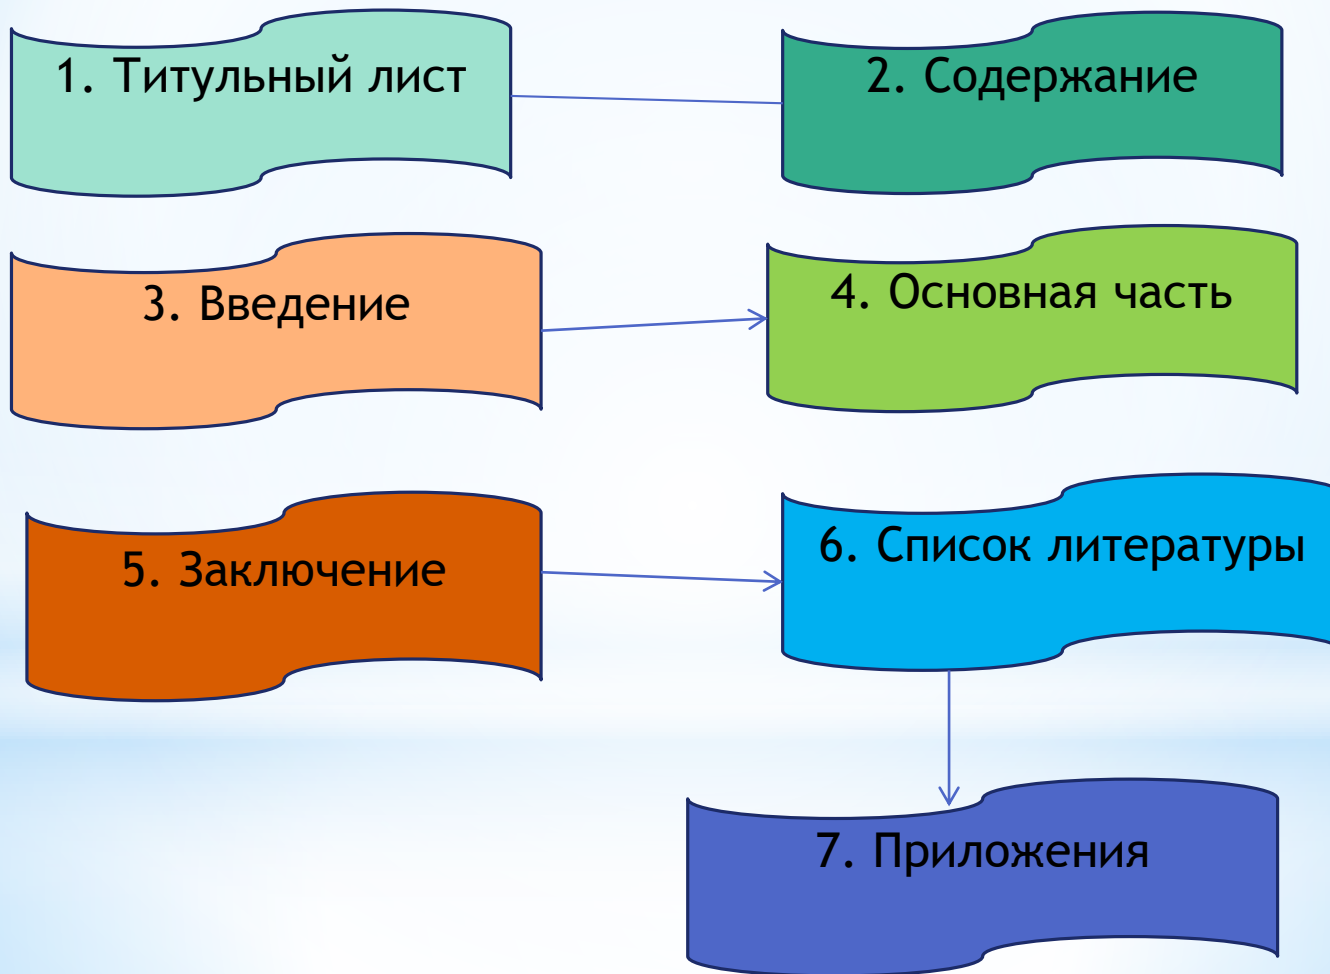 1. Титульный лист
2. Содержание
3. Введение
4. Основная часть
5. Заключение
6. Список литературы
7. Приложения